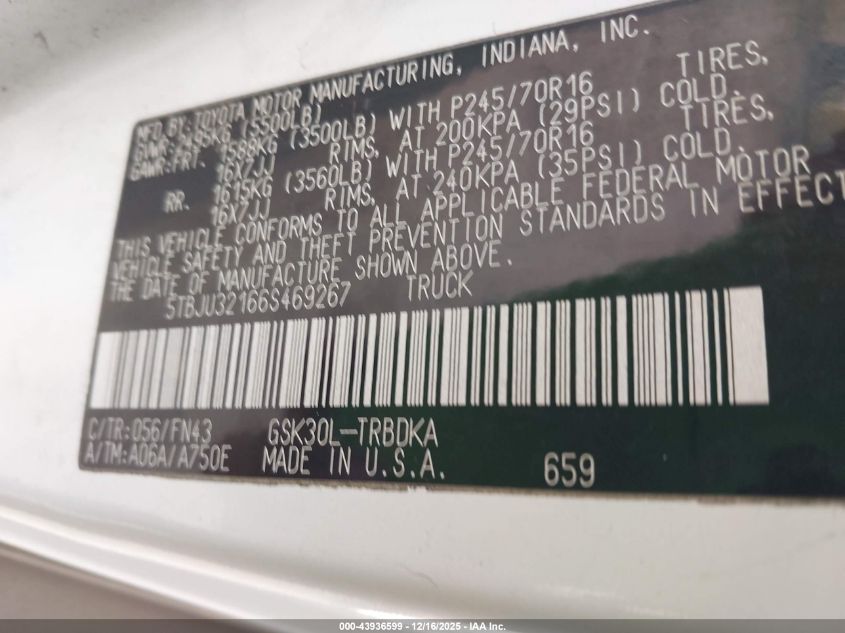 MFD. BY: TOYOTA MOTOR MANUFACTURING, INDIANA, INC.
GVWR: 2495KG (5500LB)
GAWR:FRT. 1588KG (3500LB) WITH P245/70R16 TIRES,
16X7JJ RIMS, AT 200KPA (29PSI) COLD.
RR. 1615KG (3560LB) WITH P245/70R16 TIRES,
16X7JJ RIMS, AT 240KPA (35PSI) COLD.
THIS VEHICLE CONFORMS TO ALL APPLICABLE FEDERAL MOTOR
VEHICLE SAFETY AND THEFT PREVENTION STANDARDS IN EFFECT
THE DATE OF MANUFACTURE SHOWN ABOVE.
5TBJU32166S469267 TRUCK
C/TR:056/FN43 GSK30L-TRBDKA
A/TM:A06A/A750E MADE IN U.S.A. 659
000-43936599 | 12/16/2025 - IAA Inc.